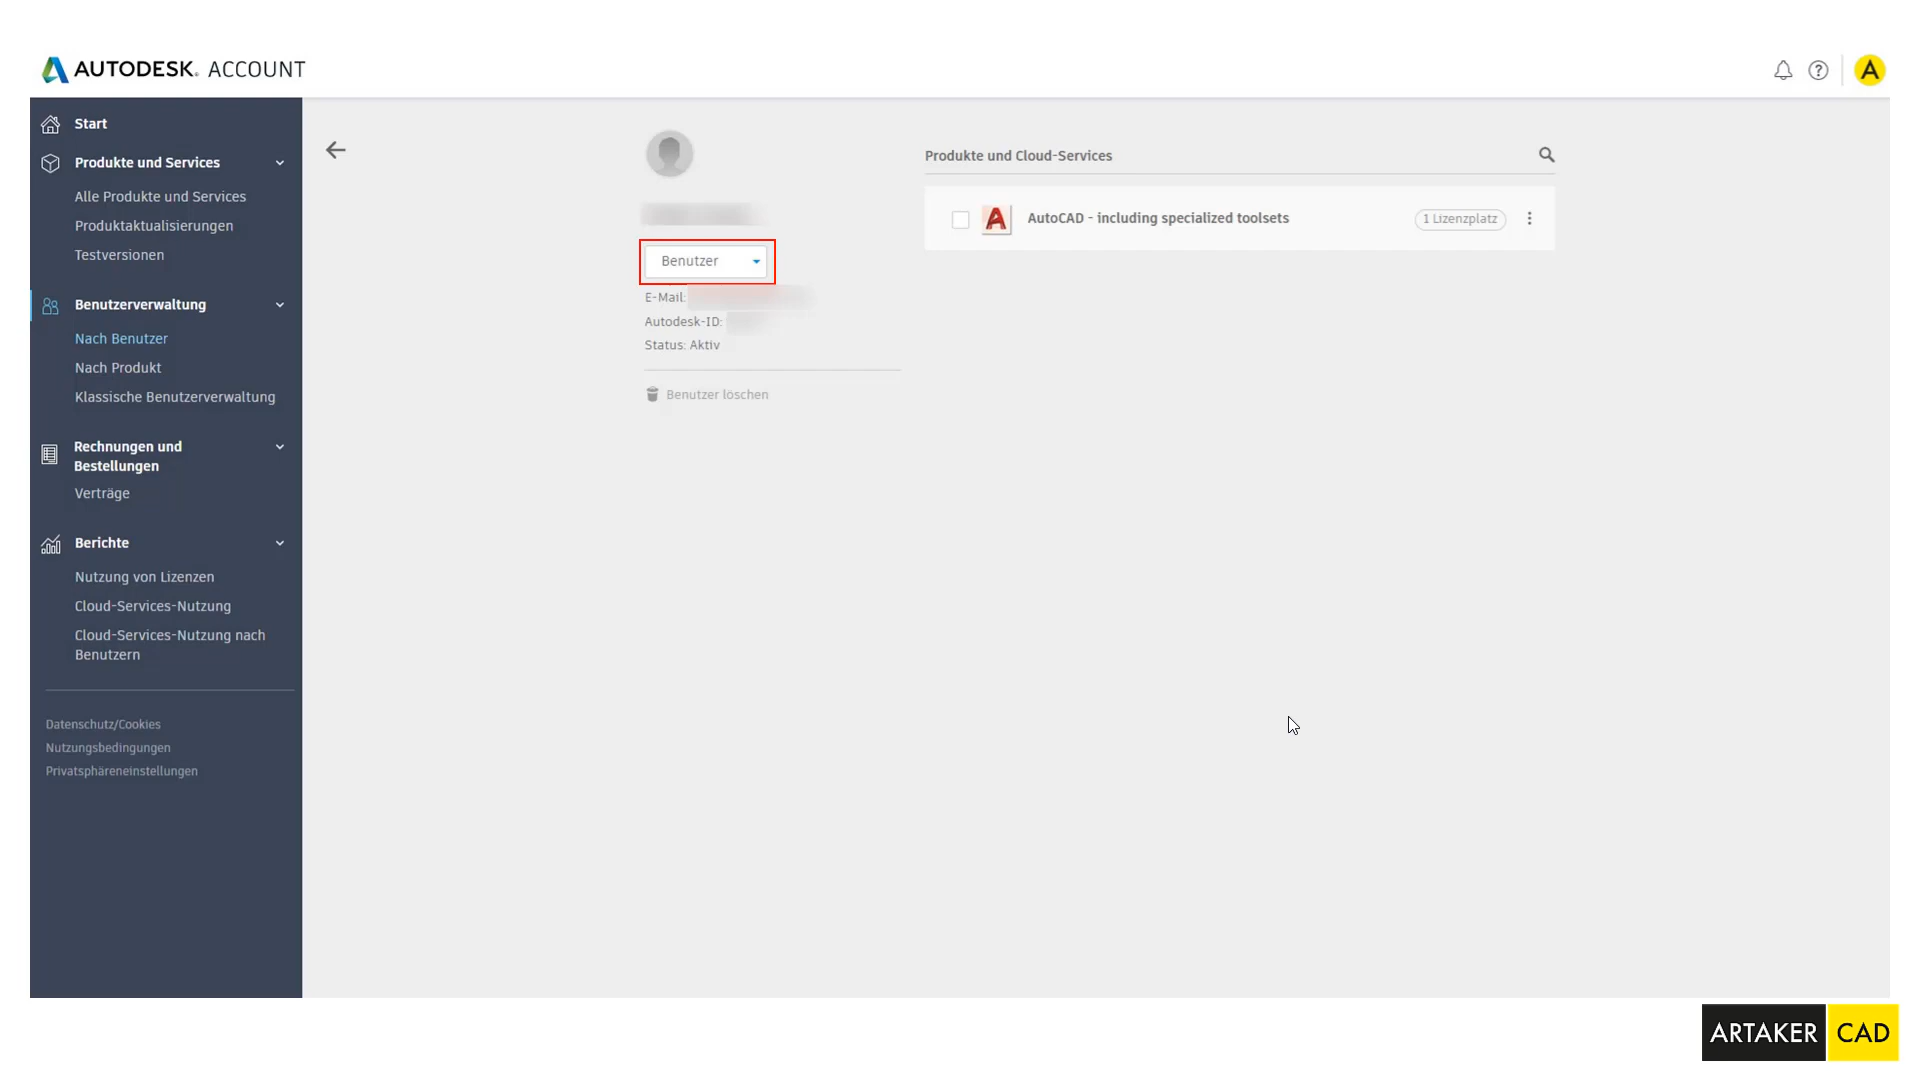 AUTODESK. ACCOUNT
Start
Produkte und Services
Alle Produkte und Services
Produktaktualisierungen
Testversionen
Benutzerverwaltung
Nach Benutzer
Nach Produkt
Klassische Benutzerverwaltung
Rechnungen und
Bestellungen
Verträge
Berichte
Nutzung von Lizenzen
Cloud-Services-Nutzung
Cloud-Services-Nutzung nach
Benutzern
Datenschutz/Cookies
Nutzungsbedingungen
Privatsphäreneinstellungen
Benutzer
E-Mail:
Autodesk-ID:
Status: Aktiv
Benutzer löschen
Produkte und Cloud-Services
AutoCAD - including specialized toolsets
1 Lizenzplatz
ARTAKER CAD